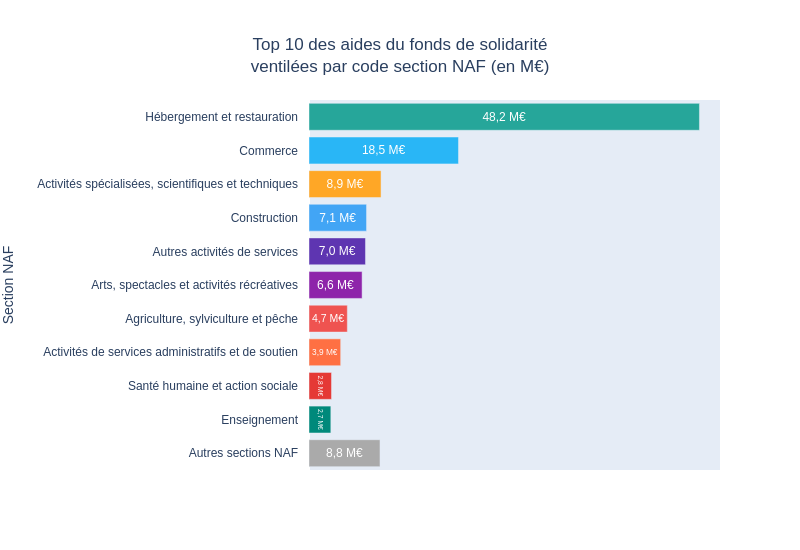 Top 10 des aides du fonds de solidarité
ventilées par code section NAF (en M€)
Section NAF
Hébergement et restauration 48,2 M€
Commerce 18,5 M€
Activités spécialisées, scientifiques et techniques 8,9 M€
Construction 7,1 M€
Autres activités de services 7,0 M€
Arts, spectacles et activités récréatives 6,6 M€
Agriculture, sylviculture et pêche 4,7 M€
Activités de services administratifs et de soutien 3,9 M€
Santé humaine et action sociale 2,8 M€
Enseignement 2,7 M€
Autres sections NAF 8,8 M€